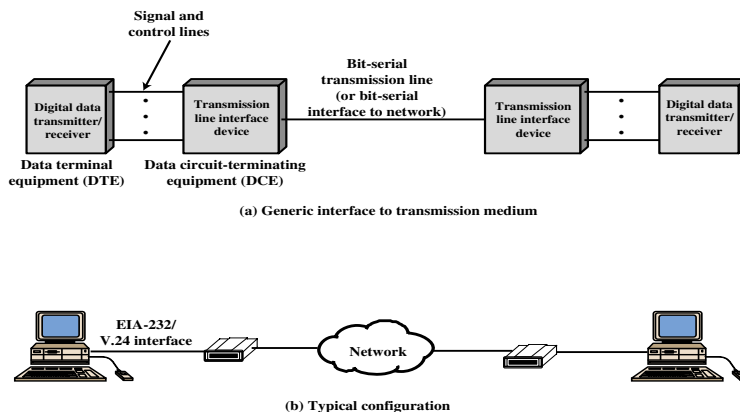 Signal and
control lines
Bit-serial
transmission line
(or bit-serial
interface to network)
Digital data
transmitter/
receiver
Transmission
line interface
device
Transmission
line interface
device
Digital data
transmitter/
receiver
Data terminal
equipment (DTE)
Data circuit-terminating
equipment (DCE)
(a) Generic interface to transmission medium
EIA-232/
V.24 interface
Network
(b) Typical configuration